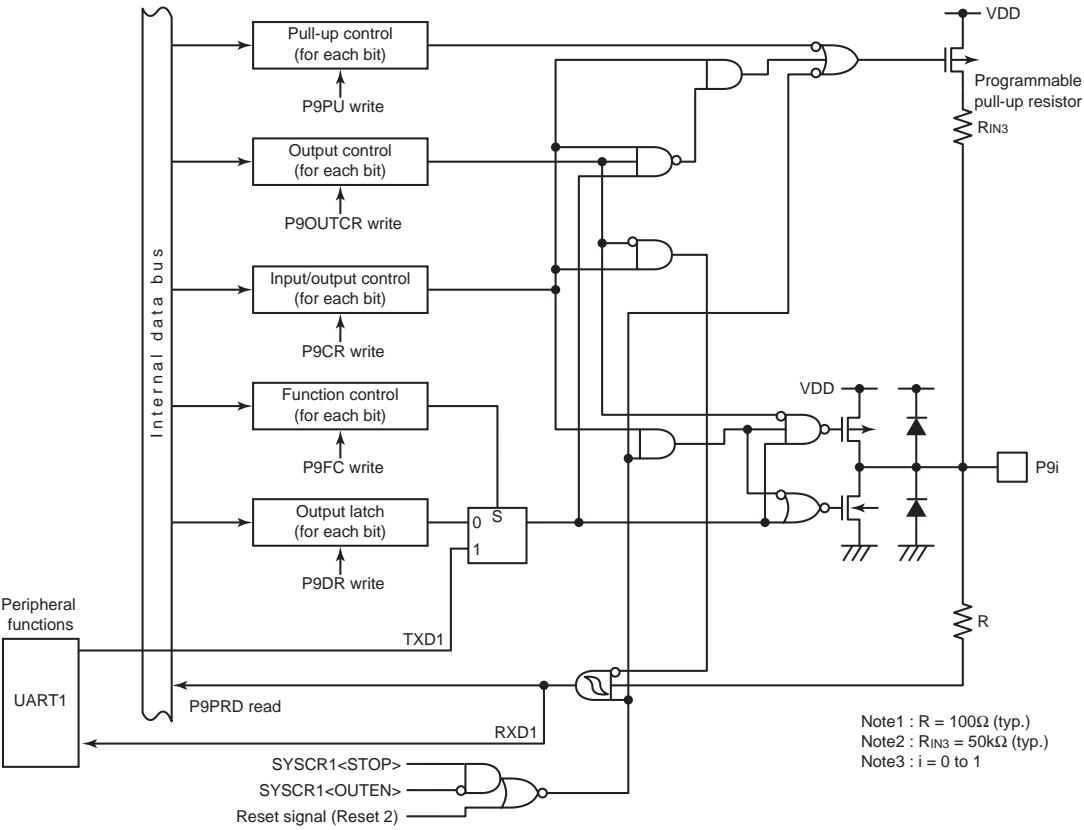 VDD
Pull-up control
(for each bit)
P9PU write
Programmable
pull-up resistor
RIN3
Output control
(for each bit)
P9OUTCR write
Internal data bus
Input/output control
(for each bit)
P9CR write
Function control
(for each bit)
P9FC write
VDD
P9i
Output latch
(for each bit)
P9DR write
0 S
1
Peripheral
functions
UART1
TXD1
R
P9PRD read
RXD1
Note1 : R = 100Ω (typ.)
Note2 : RIN3 = 50kΩ (typ.)
Note3 : i = 0 to 1
SYSCR1<STOP>
SYSCR1<OUTEN>
Reset signal (Reset 2)